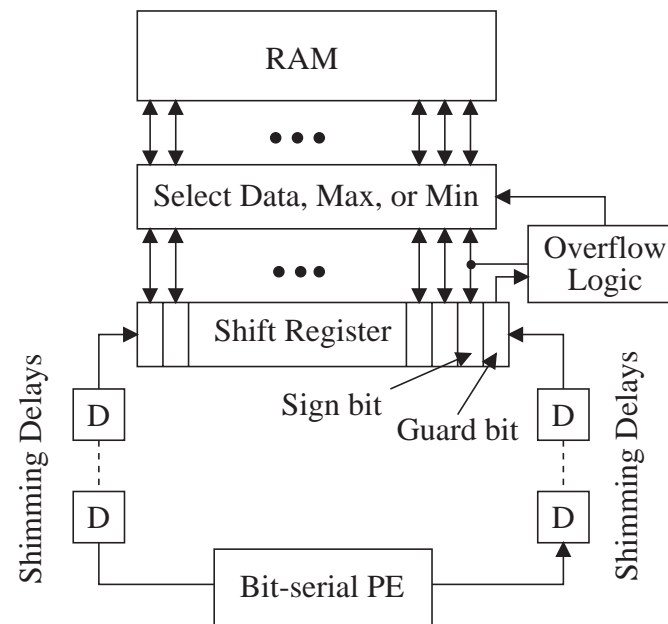 RAM
Select Data, Max, or Min
Overflow
Logic
Shift Register
Sign bit
Guard bit
Shimming Delays
D
D
D
D
Shimming Delays
Bit-serial PE